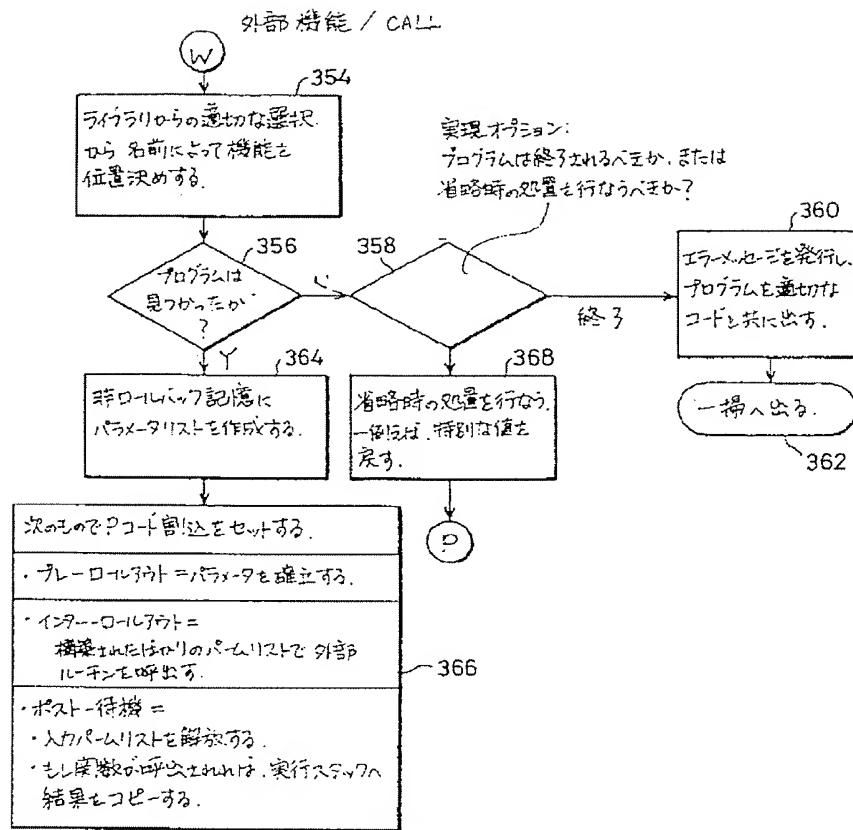 外部機能 / CALL
W
354
ライブラリからの適切な選択
から名前によって機能を
位置決めする.
実現オプション:
プログラムは終了されるべきか, または
省略時の処置を行なうべきか?
356
プログラムは
見つかったか
?
358
終了
360
エラーメッセージを発行し,
プログラムを適切な
コードと共に出す.
一掃へ出る.
362
Y
364
非ロールバック記憶に
パラメータリストを作成する.
368
省略時の処置を行なう.
一例えば, 特別な値を
戻す.
P
次のものでPコード割込をセットする.
・プレーロールアウト=パラメータを確立する.
・インターーロールアウト=
構築されたばかりのパームリストで外部
ルーチンを呼出す.
366
・ポストー待機=
・入力パームリストを解放する.
・もし関数が呼出されれば, 実行スタックへ
結果をコピーする.